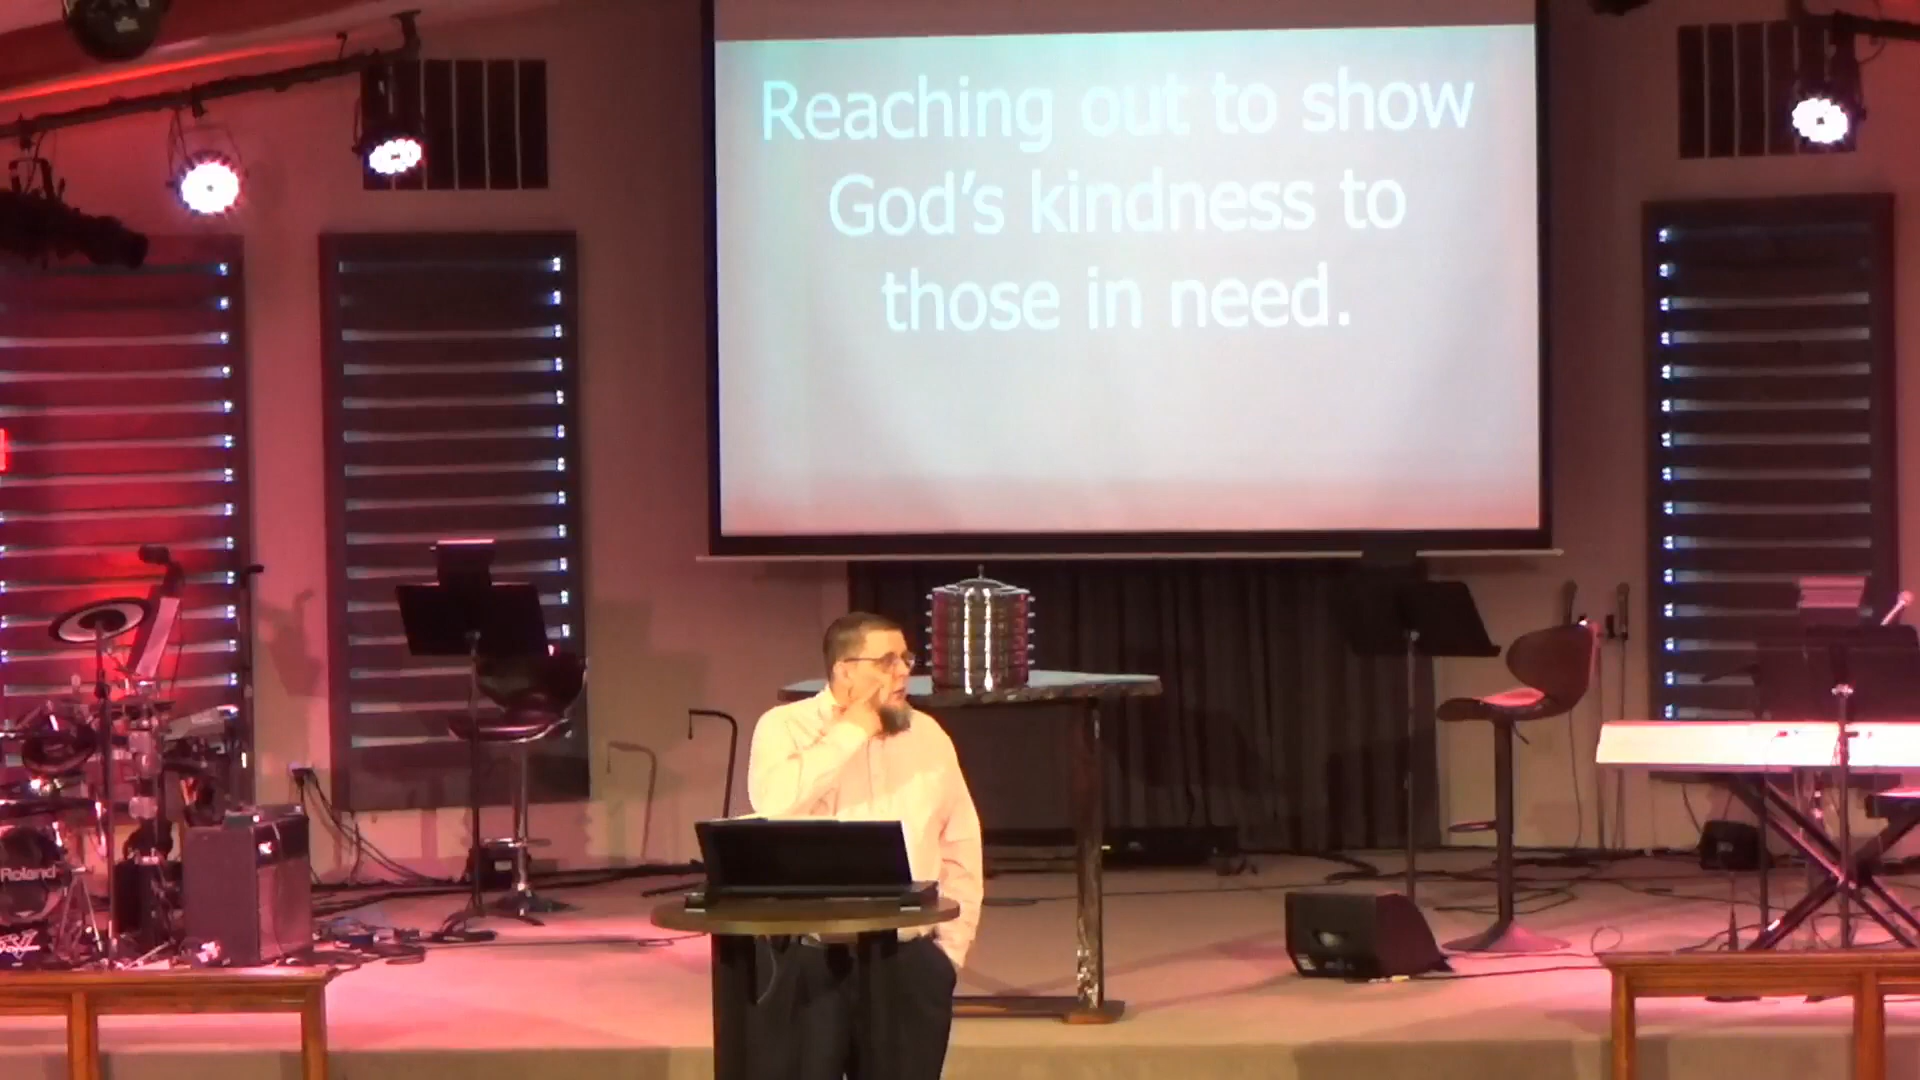 Reaching out to show
God's kindness to
those in need.
Roland